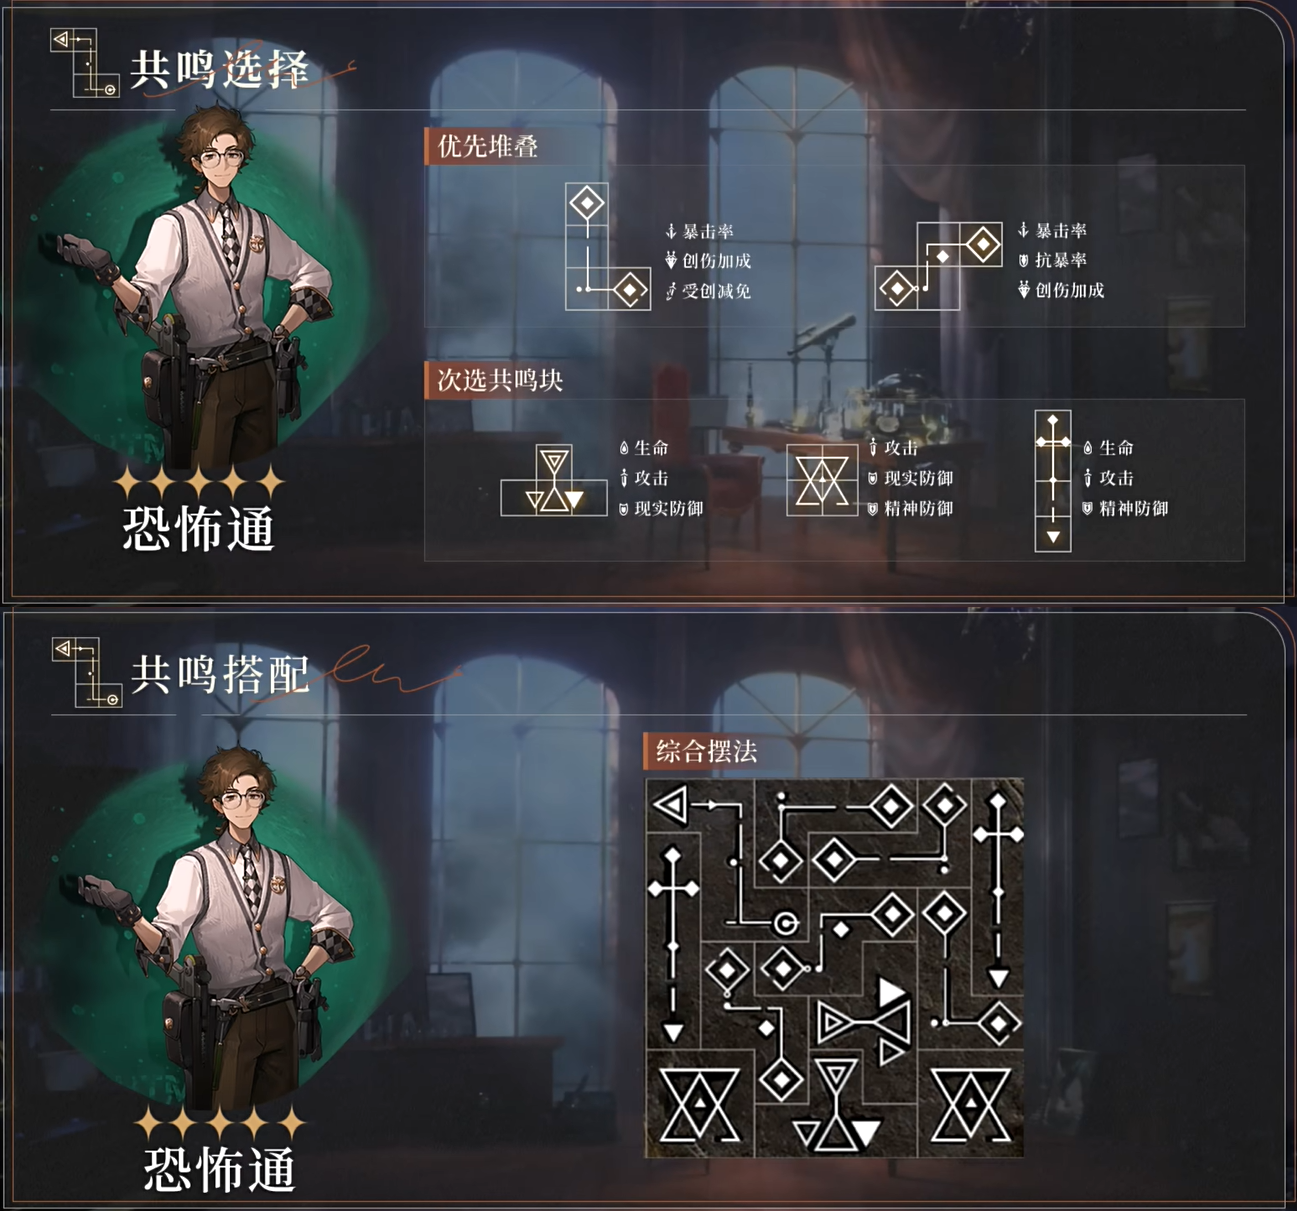 共鸣选择
优先堆叠
暴击率
创伤加成
受创减免
暴击率
抗暴率
创伤加成
次选共鸣块
生命
攻击
现实防御
攻击
现实防御
精神防御
生命
攻击
精神防御
恐怖通
共鸣搭配
综合摆法
恐怖通